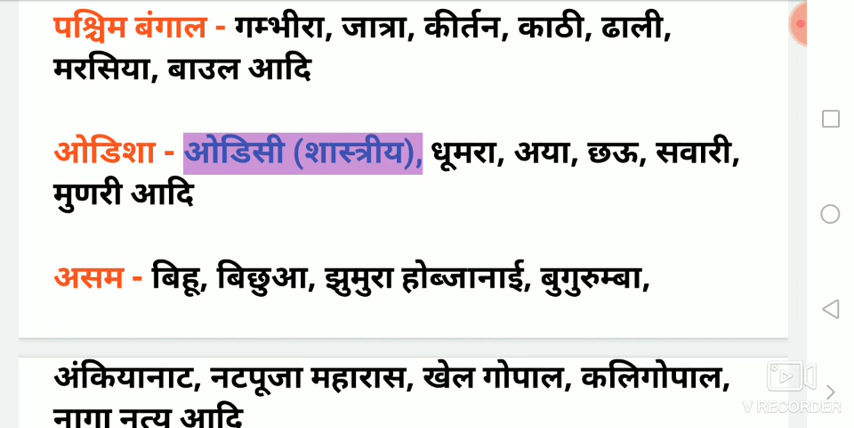 पश्चिम बंगाल - गम्भीरा, जात्रा, कीर्तन, काठी, ढाली,
मरसिया, बाउल आदि
ओडिशा - ओडिसी (शास्त्रीय), धूमरा, अया, छऊ, सवारी,
मुणरी आदि
असम - बिहू, बिछुआ, झुमुरा होब्जानाई, बुगुरुम्बा,
अंकियानाट, नटपूजा महारास, खेल गोपाल, कलिगोपाल,
नागा नृत्य आदि
V RECORDER